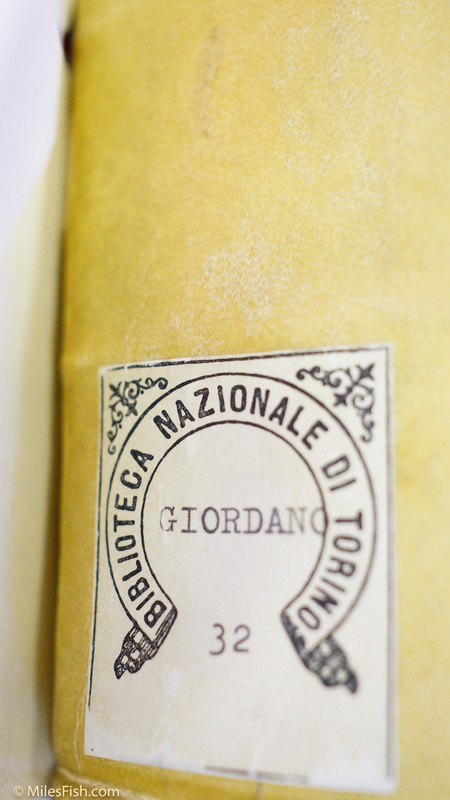 BIBLIOTECA NAZIONALE DI TORINO
GIORDANO
32
© MilesFish.com